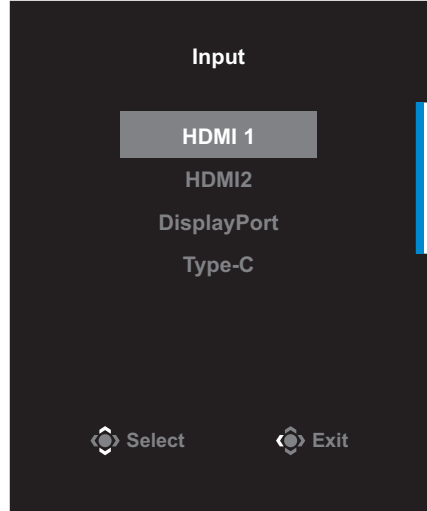 Input
HDMI 1
HDMI2
DisplayPort
Type-C
Select Exit